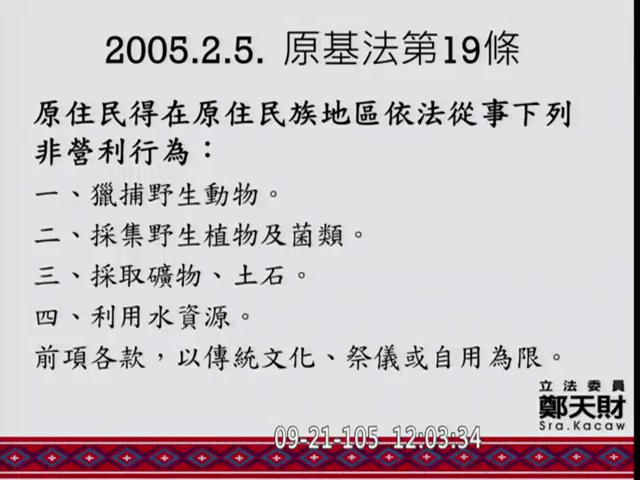 2005.2.5. 原基法第19條
原住民得在原住民族地區依法從事下列
非營利行為：
一、獵捕野生動物。
二、採集野生植物及菌類。
三、採取礦物、土石。
四、利用水資源。
前項各款，以傳統文化、祭儀或自用為限。
立法委員
鄭天財
Sra.Kacaw
09-21-105 12:03:34